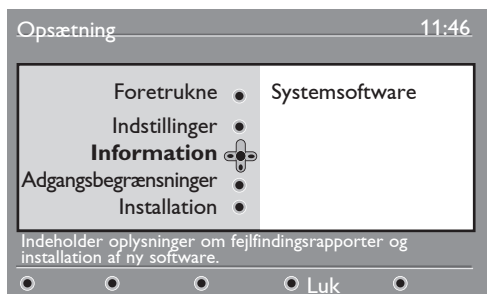 Opsætning 11:46
Foretrukne Systemsoftware
Indstillinger
Information
Adgangsbegrænsninger
Installation
Indeholder oplysninger om fejlfindingsrapporter og
installation af ny software.
Luk